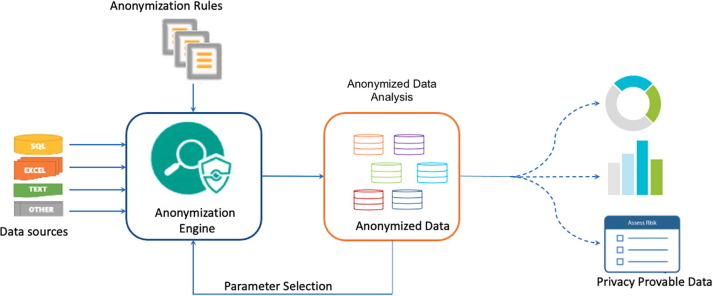 Anonymization Rules
Anonymized Data
Analysis
SQL
EXCEL
TEXT
OTHER
Data sources
Anonymization
Engine
Anonymized Data
Parameter Selection
Assess Risk
Privacy Provable Data